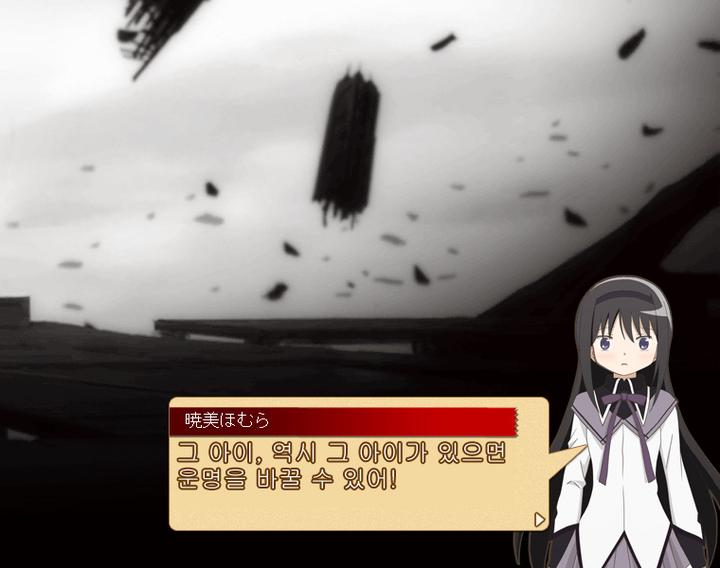 暁美ほむら
그 아이, 역시 그 아이가 있으면
운명을 바꿀 수 있어!